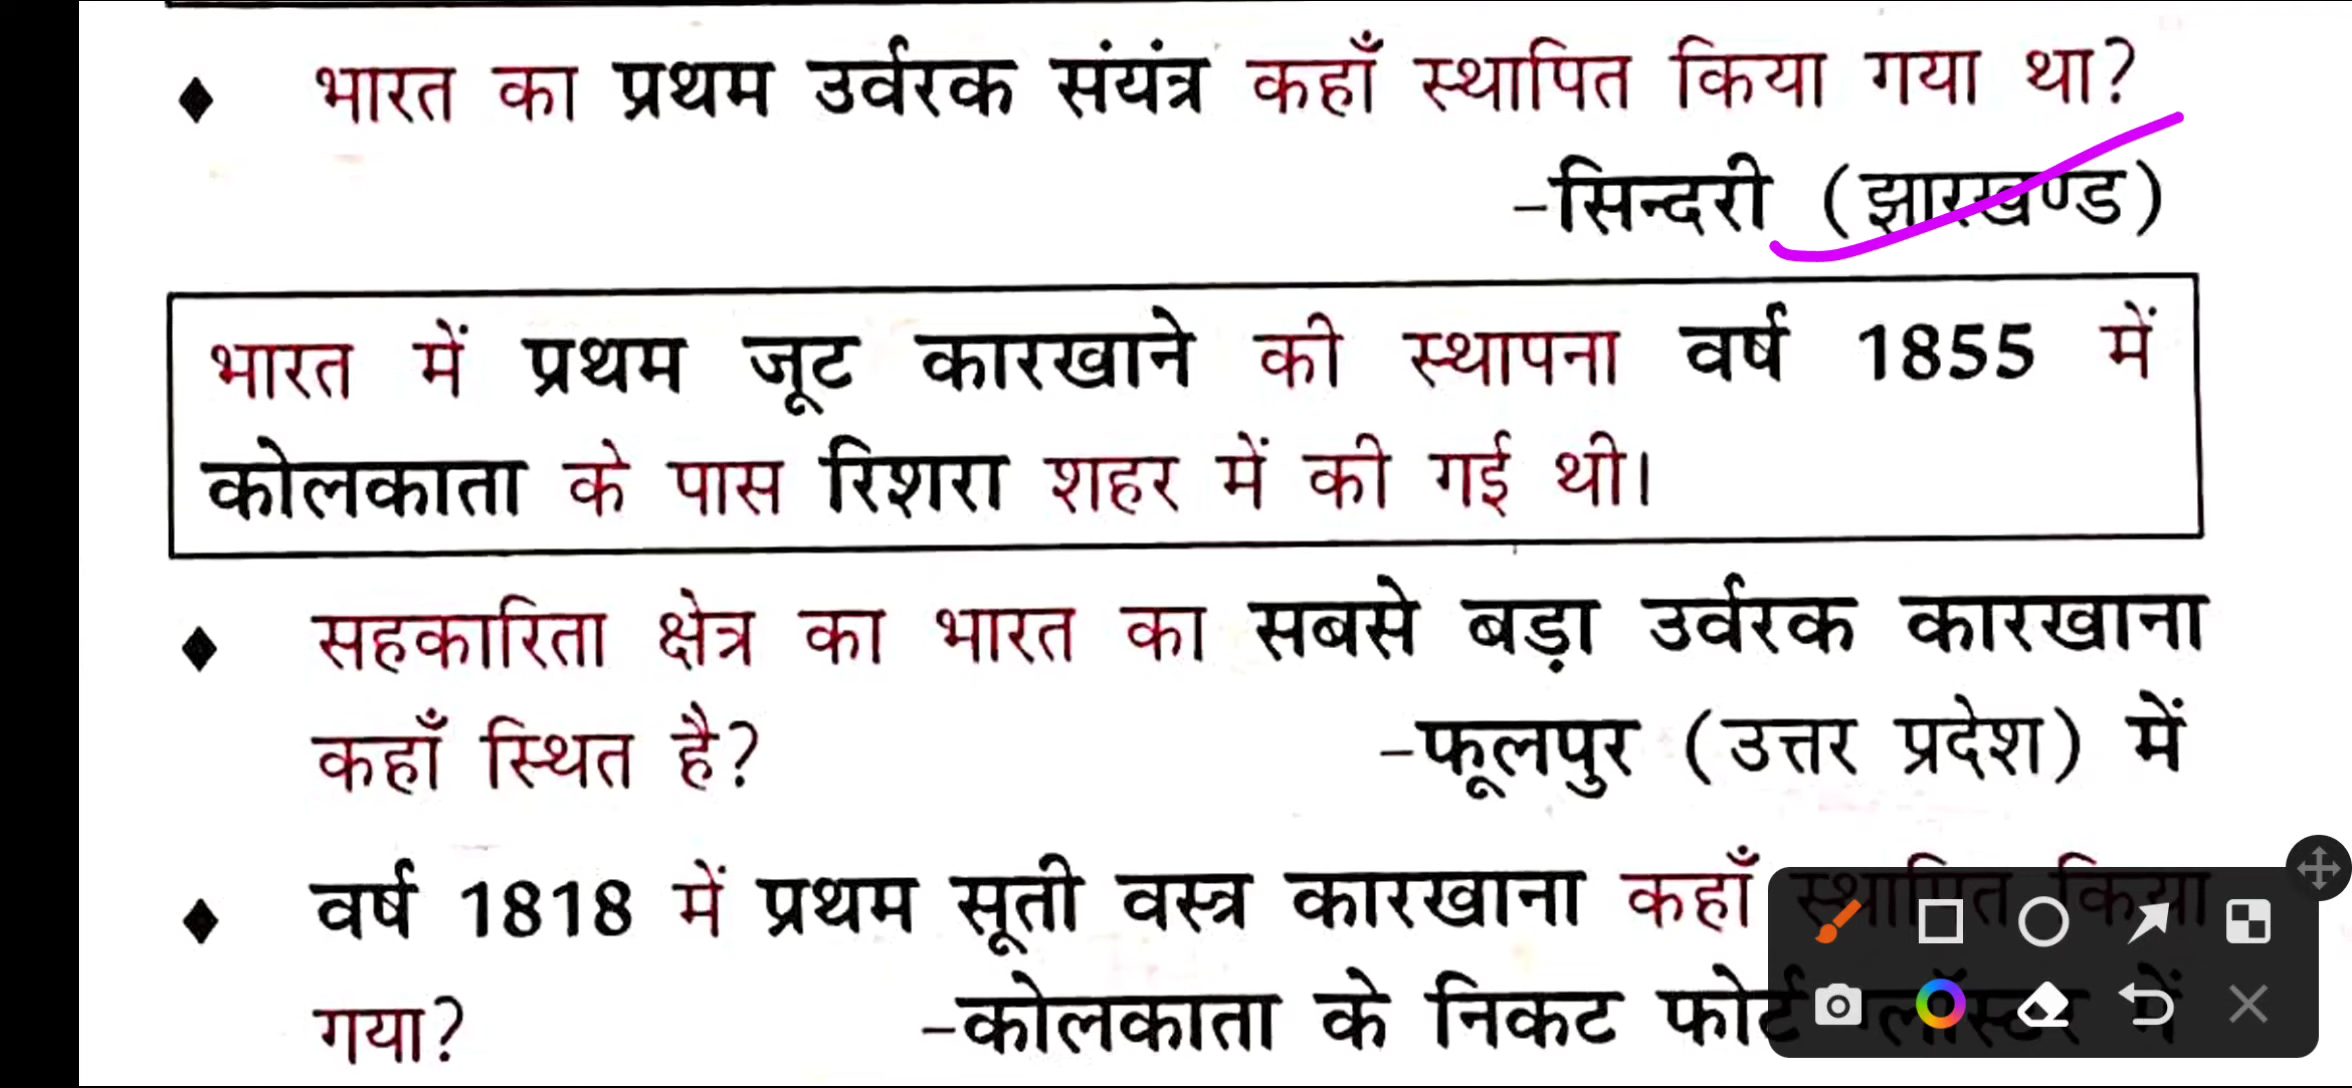 ♦ भारत का प्रथम उर्वरक संयंत्र कहाँ स्थापित किया गया था?
-सिन्दरी (झारखण्ड)
भारत में प्रथम जूट कारखाने की स्थापना वर्ष 1855 में
कोलकाता के पास रिशरा शहर में की गई थी।
♦ सहकारिता क्षेत्र का भारत का सबसे बड़ा उर्वरक कारखाना
कहाँ स्थित है? -फूलपुर (उत्तर प्रदेश) में
♦ वर्ष 1818 में प्रथम सूती वस्त्र कारखाना कहाँ स्थापित किया
गया? -कोलकाता के निकट फोर्ट ग्लॉस्टर में